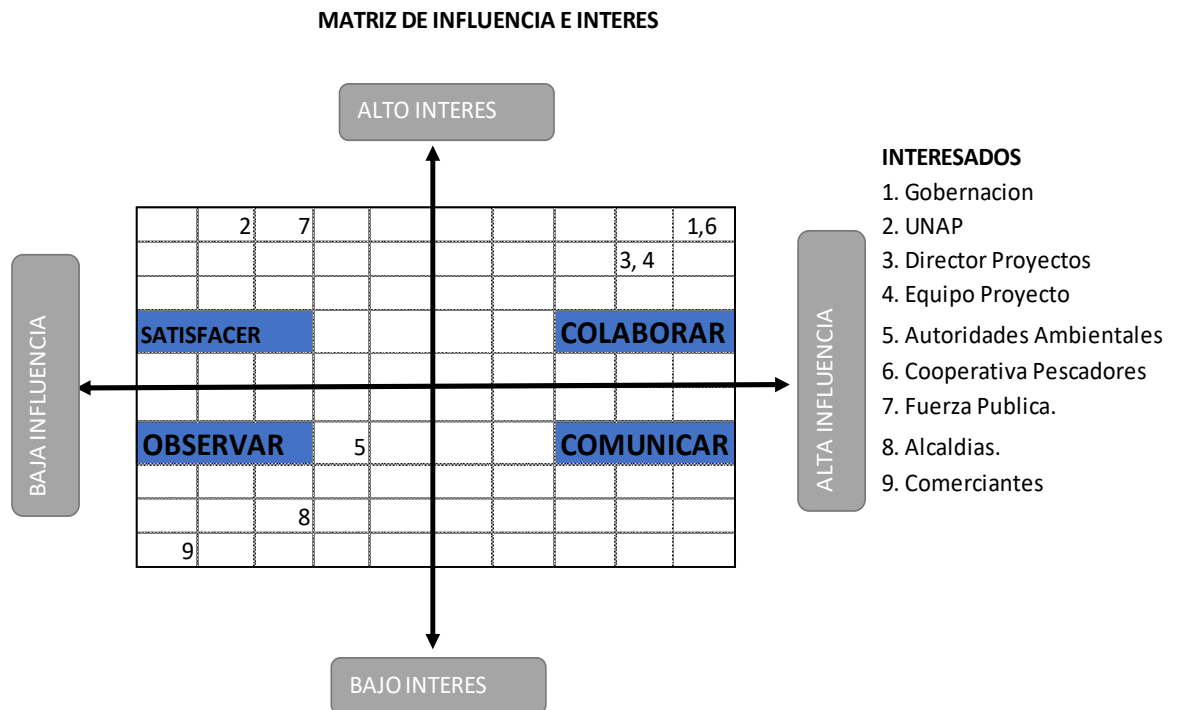 MATRIZ DE INFLUENCIA E INTERES
ALTO INTERES
INTERESADOS
1. Gobernacion
2. UNAP
3. Director Proyectos
4. Equipo Proyecto
5. Autoridades Ambientales
6. Cooperativa Pescadores
7. Fuerza Publica.
8. Alcaldias.
9. Comerciantes
2 7 1,6
3, 4
SATISFACER COLABORAR
BAJA INFLUENCIA
ALTA INFLUENCIA
OBSERVAR 5 COMUNICAR
8
9
BAJO INTERES